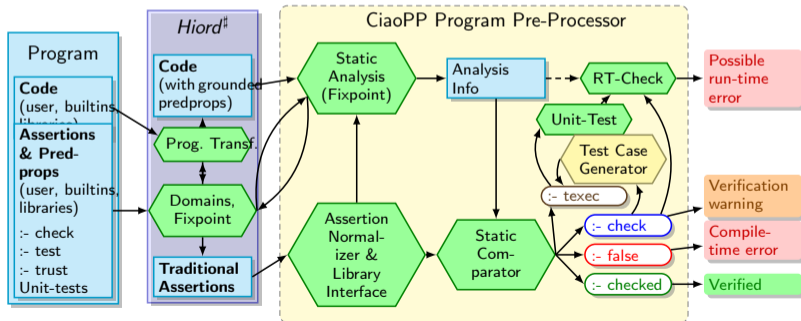 CiaoPP Program Pre-Processor
Hiord♯
Program
Code
(user, builtins,
libraries)
Assertions
& Pred-
props
(user, builtins,
libraries)
:- check
:- test
:- trust
Unit-tests
Code
(with grounded
predprops)
Prog. Transf.
Domains,
Fixpoint
Traditional
Assertions
Static
Analysis
(Fixpoint)
Assertion
Normal-
izer &
Library
Interface
Analysis
Info
Static
Com-
parator
RT-Check
Unit-Test
Test Case
Generator
:- texec
:- check
:- false
:- checked
Possible
run-time
error
Verification
warning
Compile-
time error
Verified